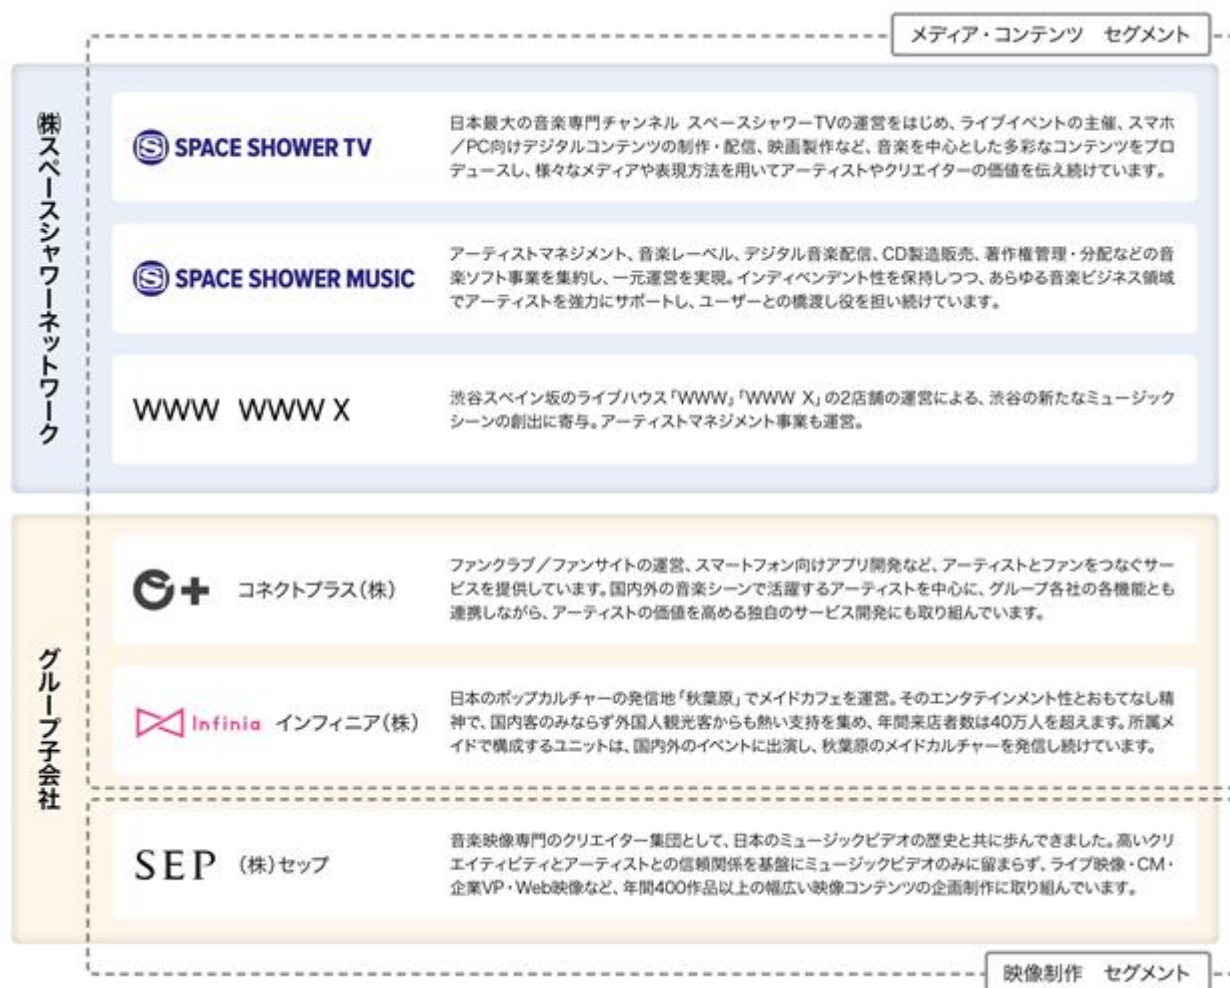 メディア・コンテンツ　セグメント
㈱スペースシャワーネットワーク
SPACE SHOWER TV
日本最大の音楽専門チャンネル スペースシャワーTVの運営をはじめ、ライブイベントの主催、スマホ
／PC向けデジタルコンテンツの制作・配信、映画製作など、音楽を中心とした多彩なコンテンツをプロ
デュースし、様々なメディアや表現方法を用いてアーティストやクリエイターの価値を伝え続けています。
SPACE SHOWER MUSIC
アーティストマネジメント、音楽レーベル、デジタル音楽配信、CD製造販売、著作権管理・分配などの音
楽ソフト事業を集約し、一元運営を実現。インディペンデント性を保持しつつ、あらゆる音楽ビジネス領域
でアーティストを強力にサポートし、ユーザーとの橋渡し役を担い続けています。
WWW WWW X
渋谷スペイン坂のライブハウス「WWW」「WWW X」の2店舗の運営による、渋谷の新たなミュージック
シーンの創出に寄与。アーティストマネジメント事業も運営。
グループ子会社
コネクトプラス（株）
ファンクラブ／ファンサイトの運営、スマートフォン向けアプリ開発など、アーティストとファンをつなぐサー
ビスを提供しています。国内外の音楽シーンで活躍するアーティストを中心に、グループ各社の各機能とも
連携しながら、アーティストの価値を高める独自のサービス開発にも取り組んでいます。
Infinia インフィニア（株）
日本のポップカルチャーの発信地「秋葉原」でメイドカフェを運営。そのエンタテインメント性とおもてなし精
神で、国内客のみならず外国人観光客からも熱い支持を集め、年間来店者数は40万人を超えます。所属メ
イドで構成するユニットは、国内外のイベントに出演し、秋葉原のメイドカルチャーを発信し続けています。
SEP （株）セップ
音楽映像専門のクリエイター集団として、日本のミュージックビデオの歴史と共に歩んできました。高いクリ
エイティビティとアーティストとの信頼関係を基盤にミュージックビデオのみに留まらず、ライブ映像・CM・
企業VP・Web映像など、年間400作品以上の幅広い映像コンテンツの企画制作に取り組んでいます。
映像制作　セグメント